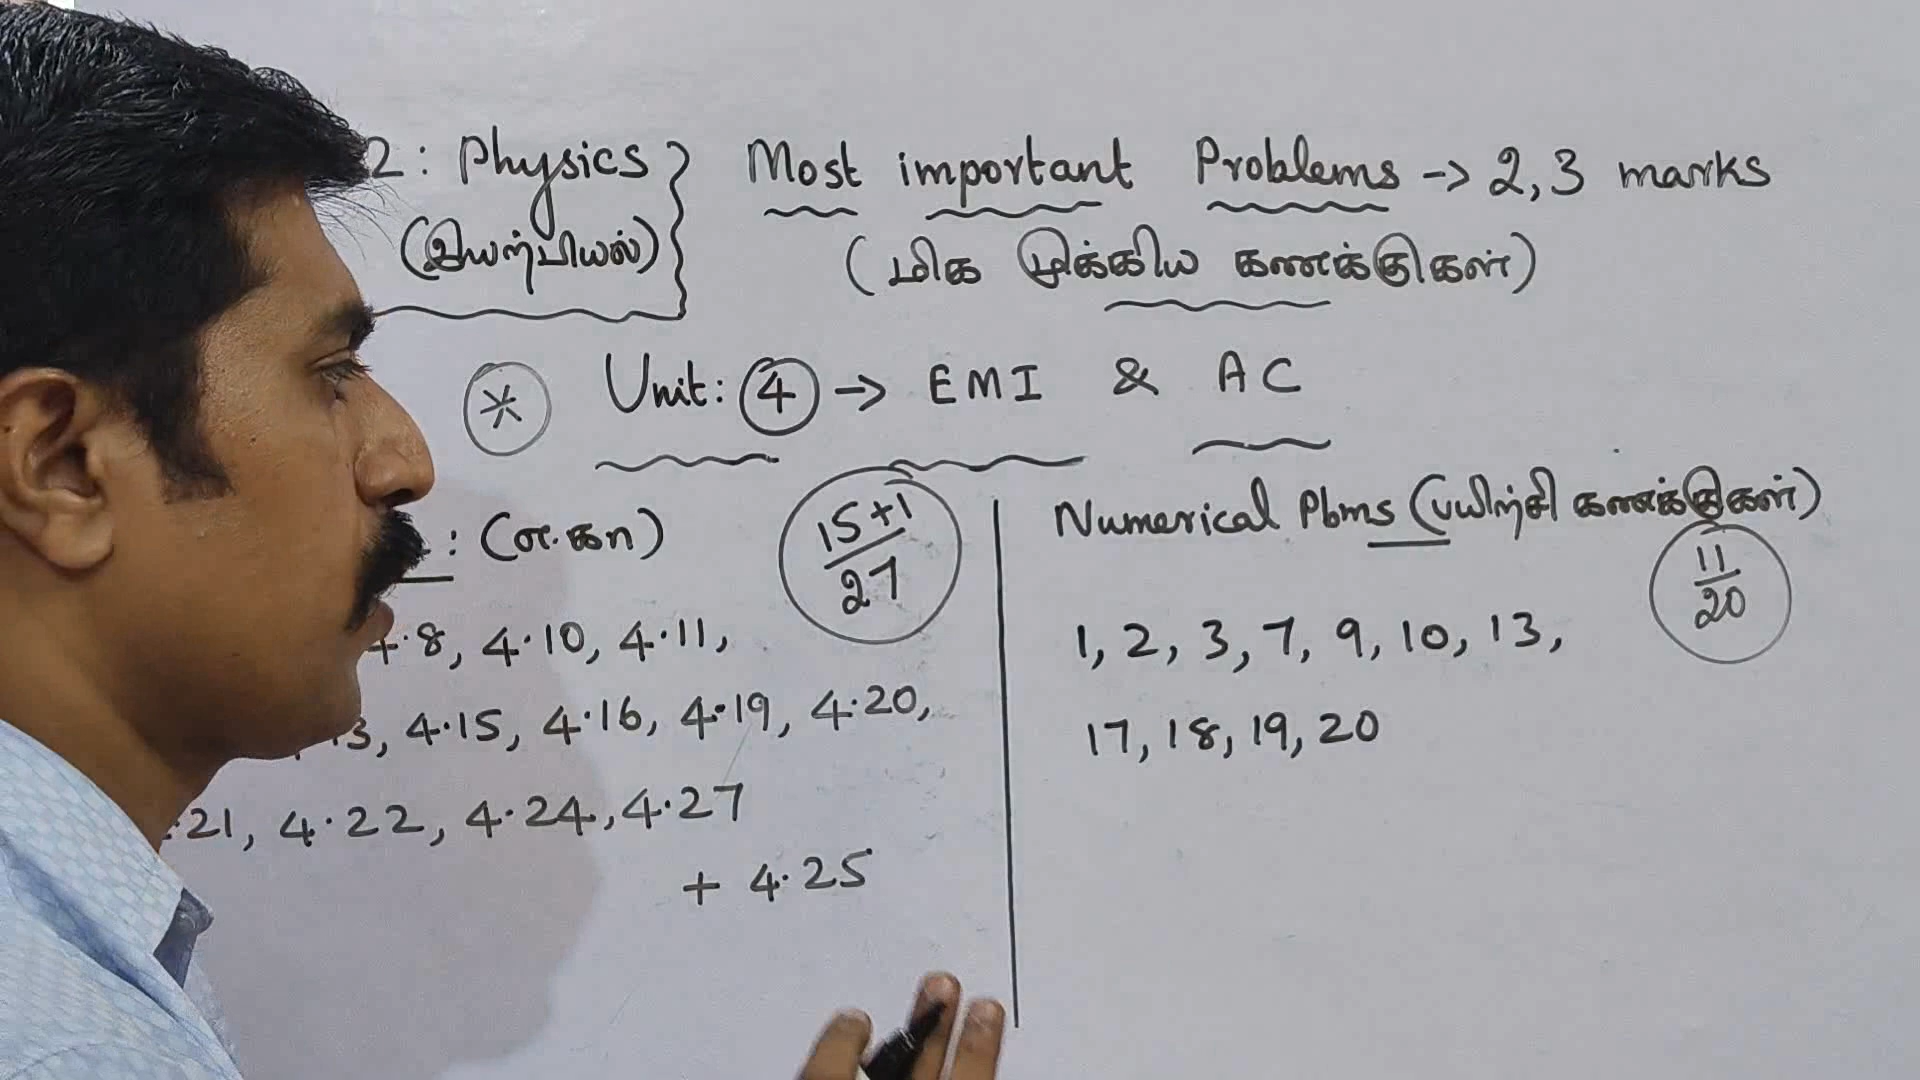 2: Physics
(இயற்பியல்)
Most important Problems → 2, 3 marks
(மிக முக்கிய கணக்குகள்)
* Unit: 4 → EMI & AC
: (எ.கா)
15+1
27
4.8, 4.10, 4.11,
13, 4.15, 4.16, 4.19, 4.20,
.21, 4.22, 4.24, 4.27
+ 4.25
Numerical Pbms (பயிற்சி கணக்குகள்)
11
20
1, 2, 3, 7, 9, 10, 13,
17, 18, 19, 20